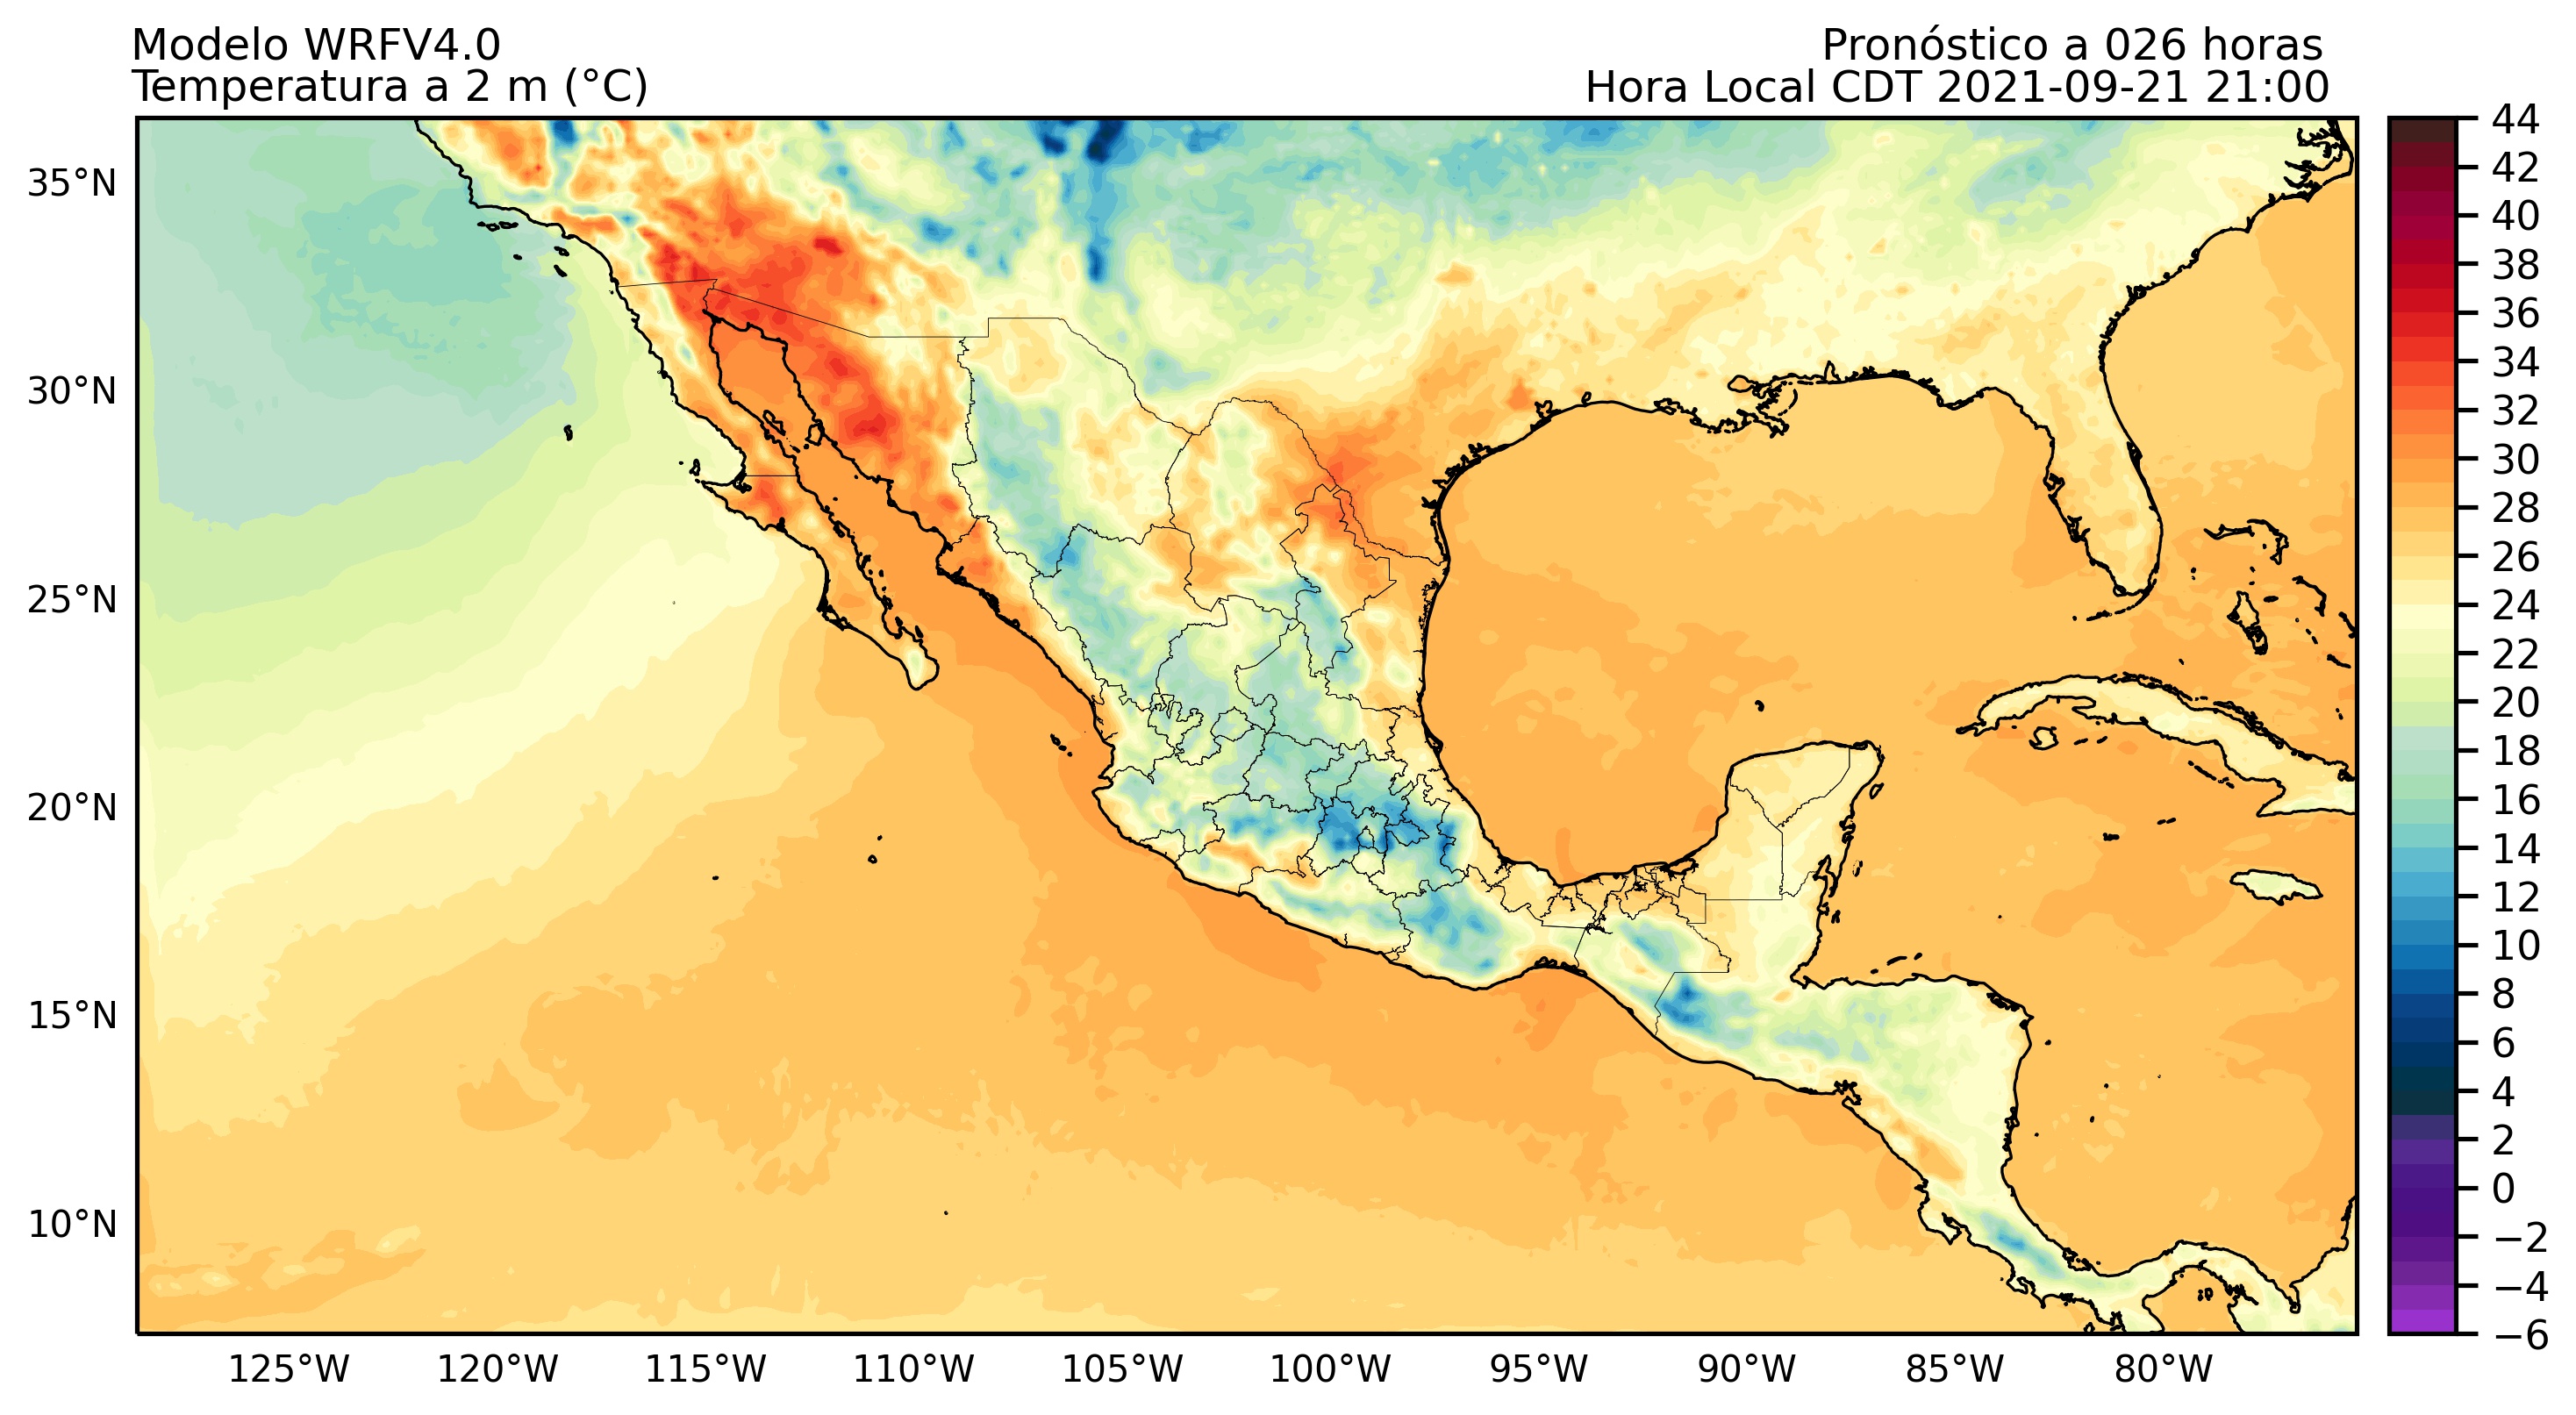 Modelo WRFV4.0
Pronóstico a 026 horas
Temperatura a 2 m (°C)
Hora Local CDT 2021-09-21 21:00
35°N
30°N
25°N
20°N
15°N
10°N
125°W
120°W
115°W
110°W
105°W
100°W
95°W
90°W
85°W
80°W
44
42
40
38
36
34
32
30
28
26
24
22
20
18
16
14
12
10
8
6
4
2
0
−2
−4
−6